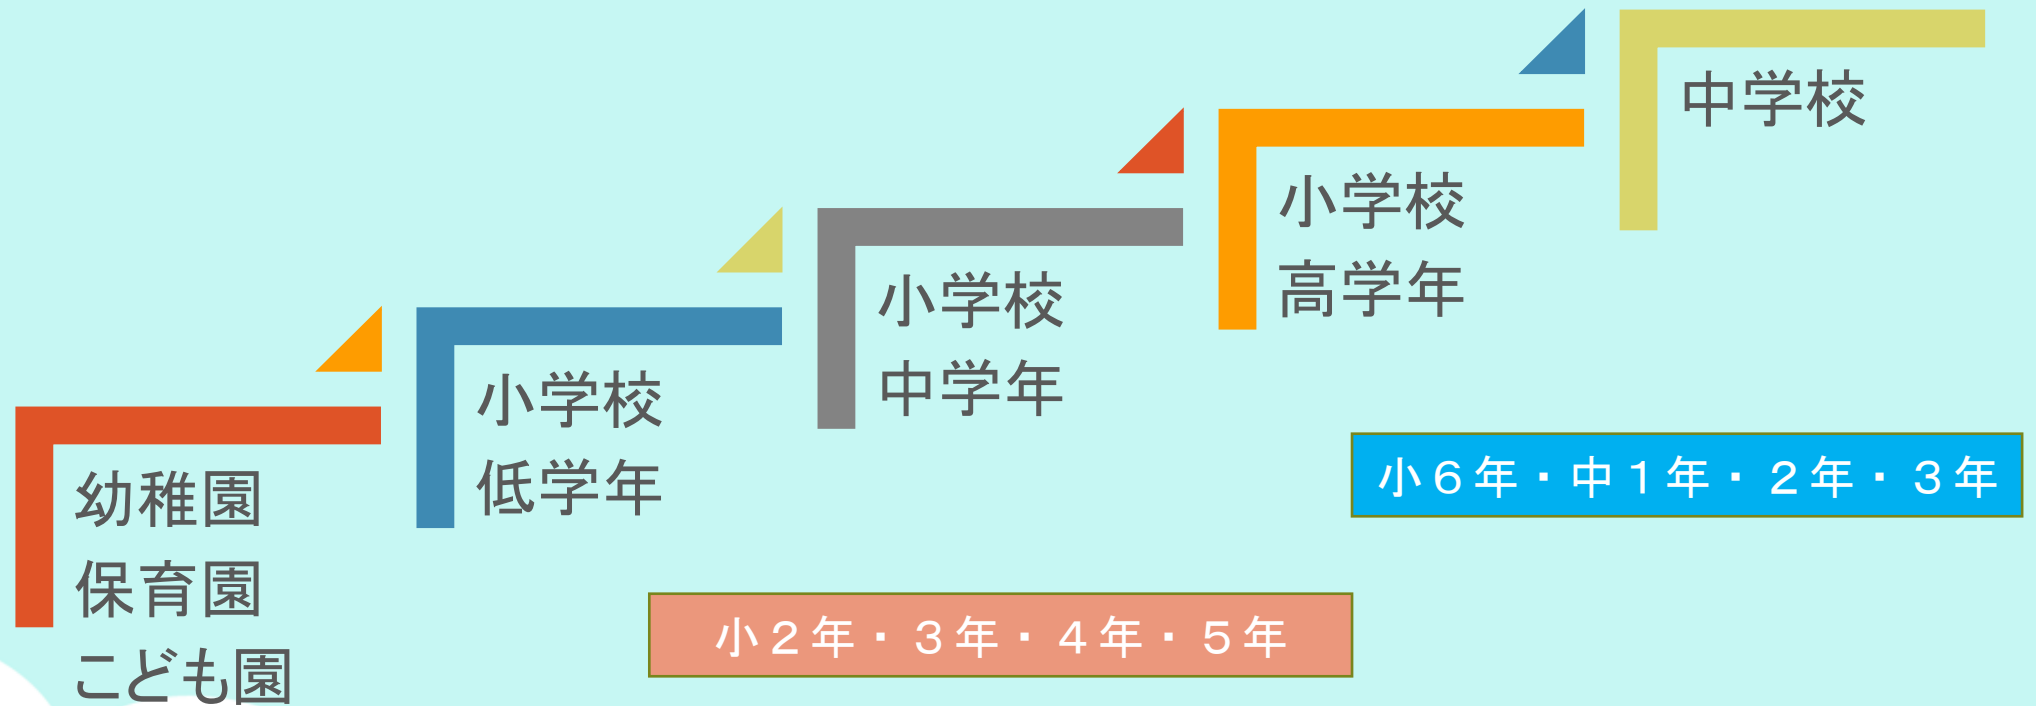 幼稚園
保育園
こども園
小学校
低学年
小学校
中学年
小学校
高学年
中学校
小６年・中１年・２年・３年
小２年・３年・４年・５年